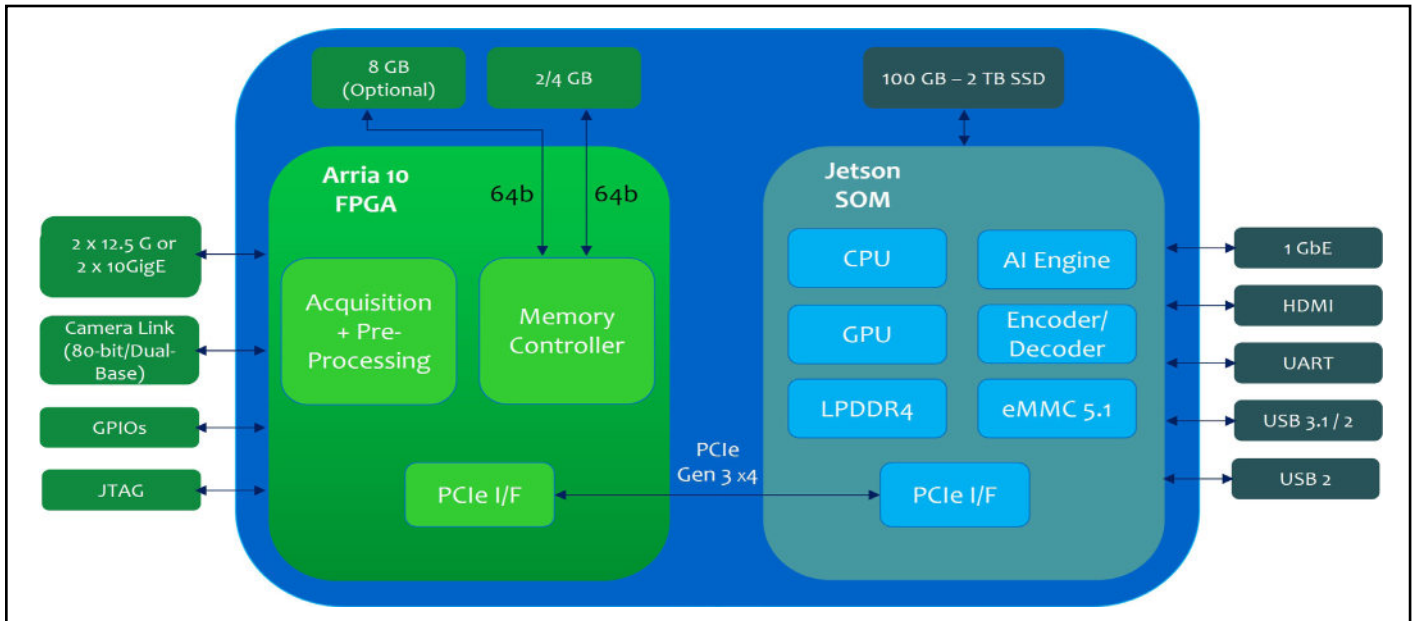 8 GB
(Optional)
2/4 GB
100 GB – 2 TB SSD
Arria 10
FPGA
64b
64b
Jetson
SOM
2 x 12.5 G or
2 x 10GigE
Camera Link
(80-bit/Dual-
Base)
GPIOs
JTAG
Acquisition
+ Pre-
Processing
Memory
Controller
PCIe I/F
PCIe
Gen 3 x4
CPU
AI Engine
GPU
Encoder/
Decoder
LPDDR4
eMMC 5.1
PCIe I/F
1 GbE
HDMI
UART
USB 3.1 / 2
USB 2